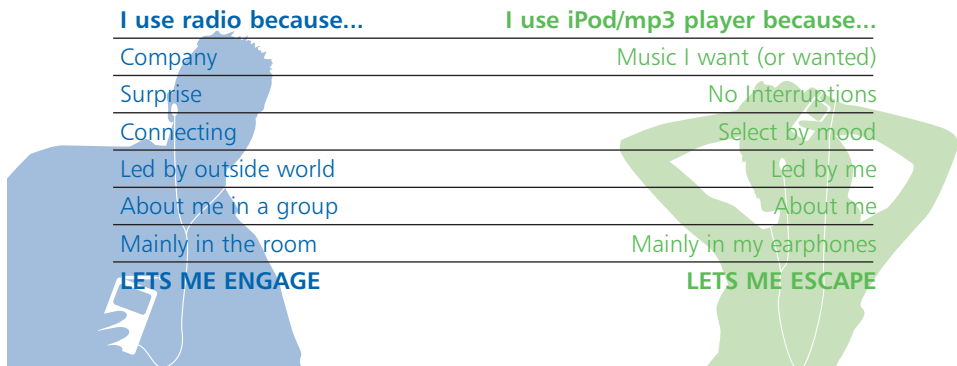 I use radio because... I use iPod/mp3 player because...
Company Music I want (or wanted)
Surprise No Interruptions
Connecting Select by mood
Led by outside world Led by me
About me in a group About me
Mainly in the room Mainly in my earphones
LETS ME ENGAGE LETS ME ESCAPE